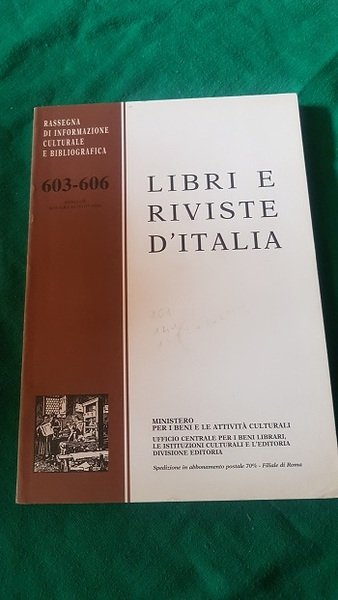 RASSEGNA
DI INFORMAZIONE
CULTURALE
E BIBLIOGRAFICA
603-606
LIBRI E
RIVISTE
D'ITALIA
MINISTERO
PER I BENI E LE ATTIVITÀ CULTURALI
UFFICIO CENTRALE PER I BENI LIBRARI,
LE ISTITUZIONI CULTURALI E L'EDITORIA
DIVISIONE EDITORIA
Spedizione in abbonamento postale 70% - Filiale di Roma